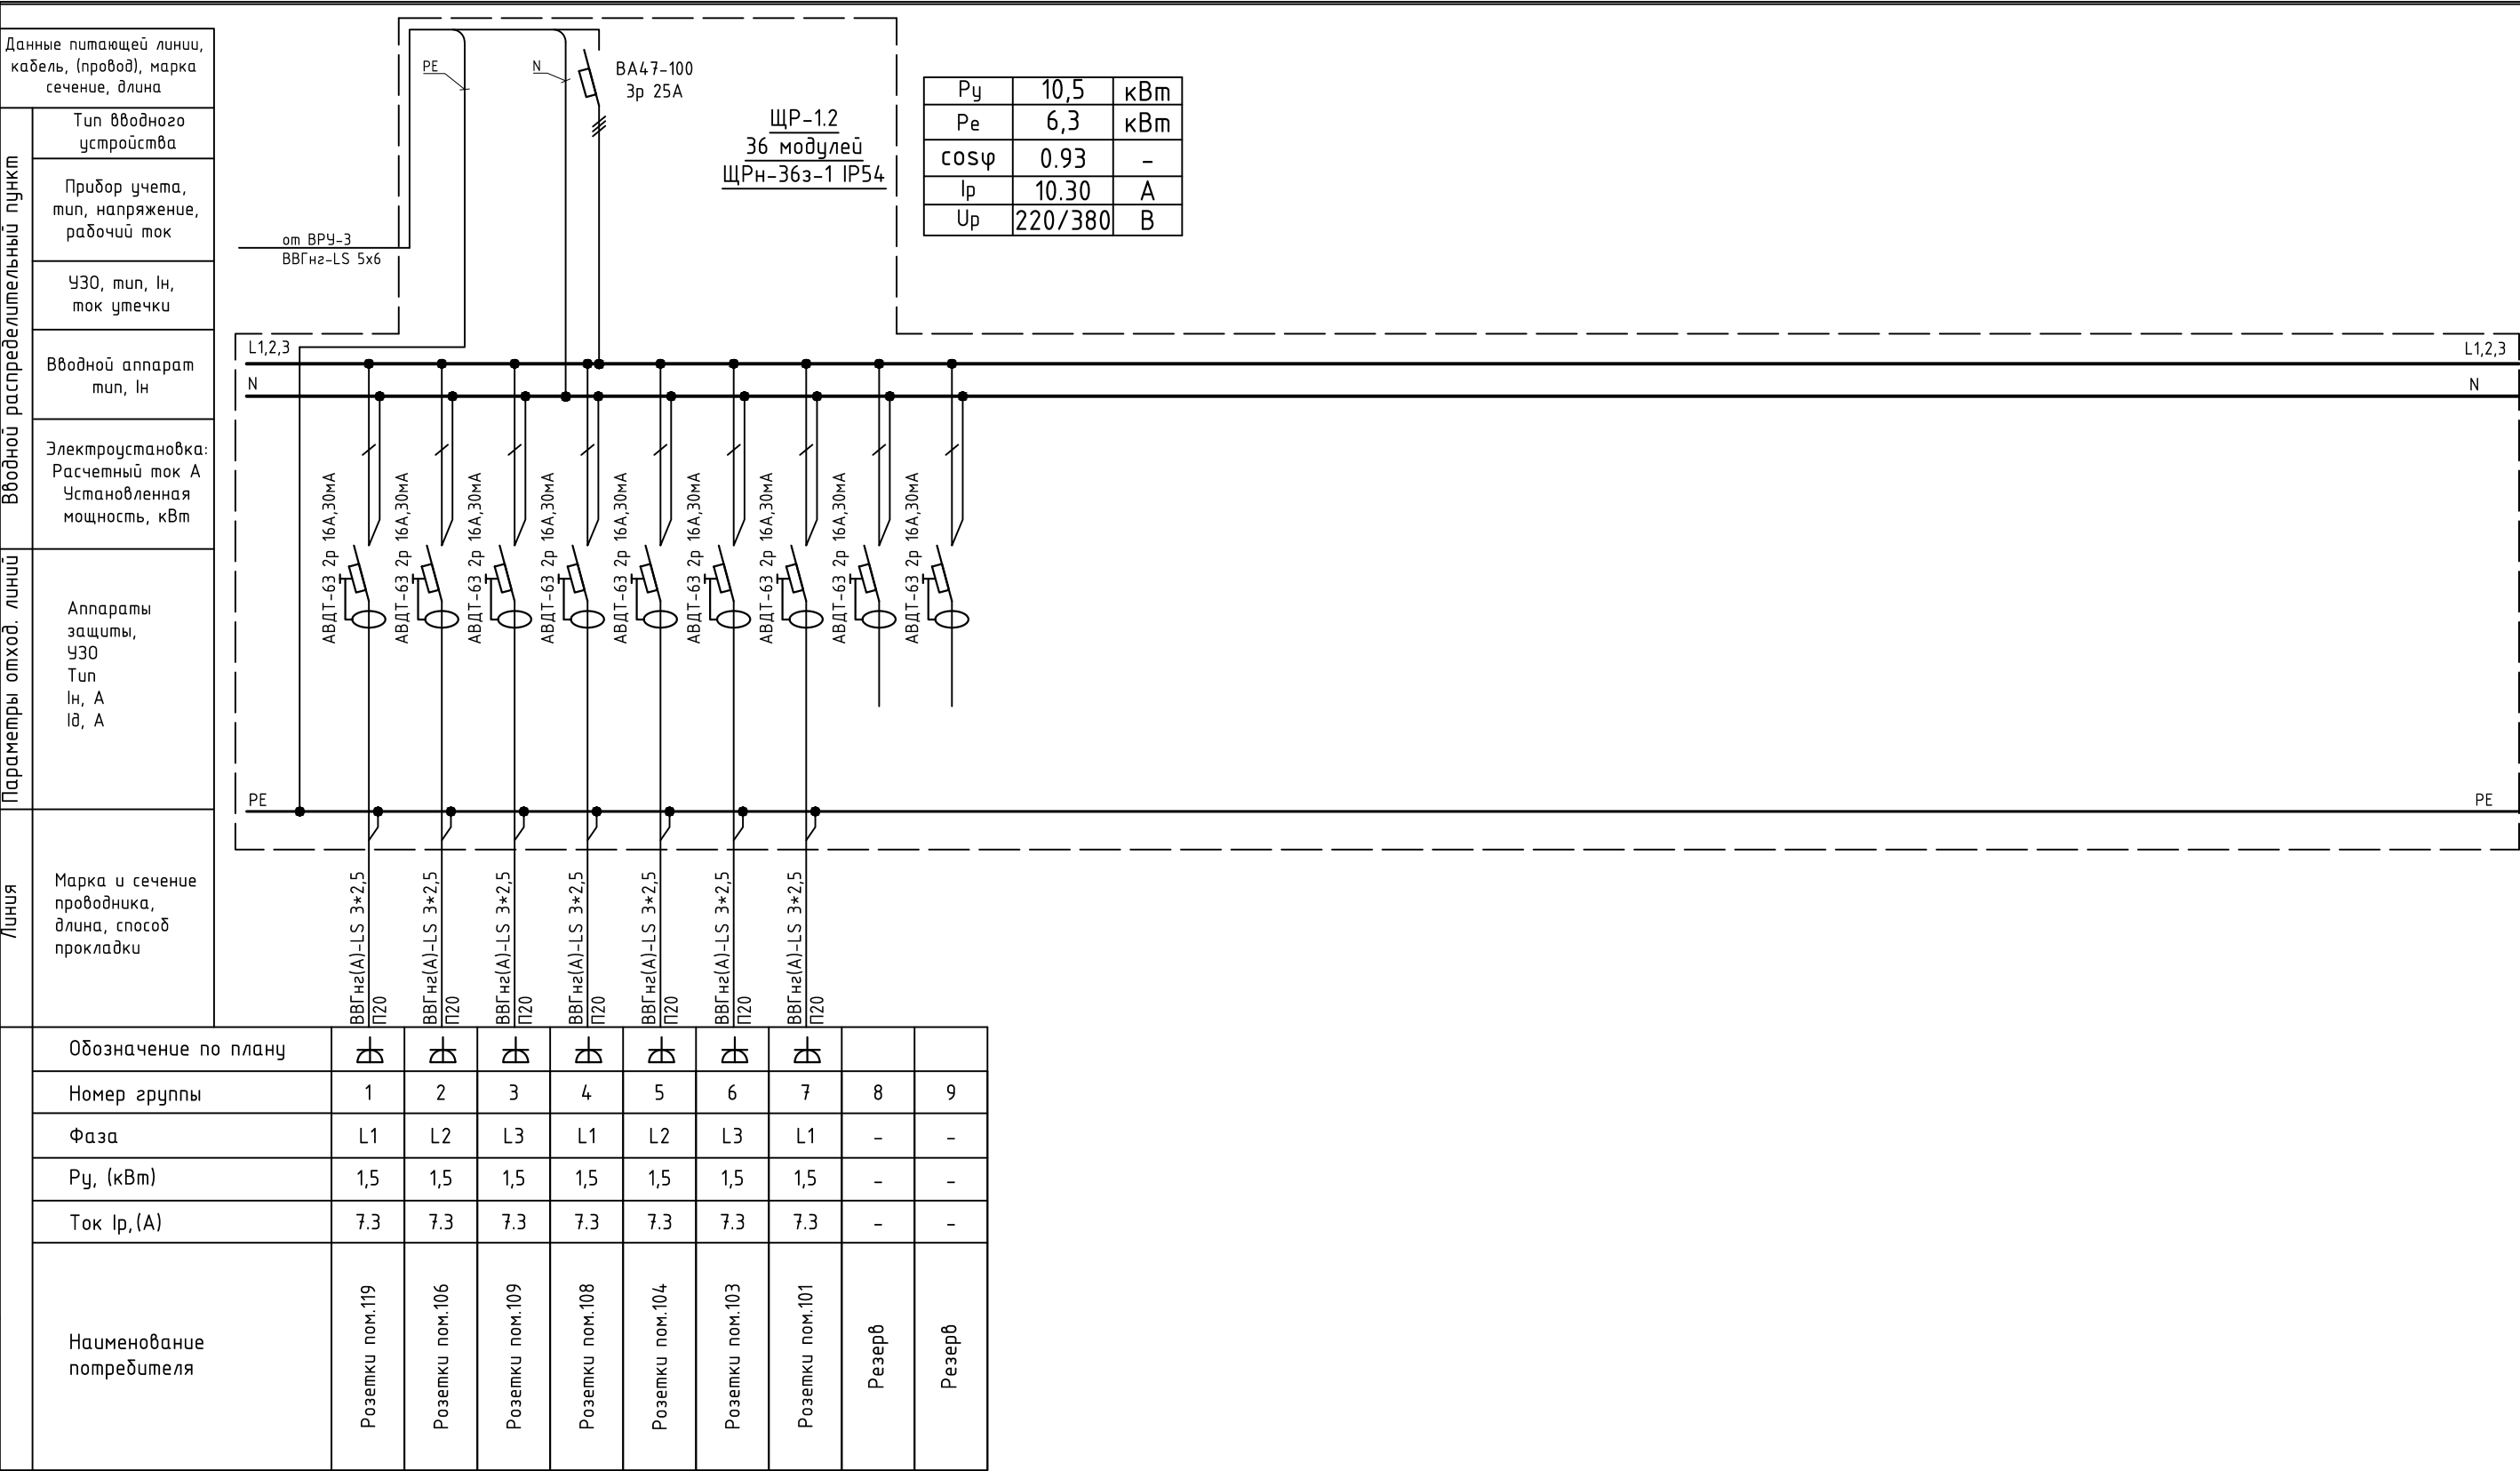 Данные питающей линии,
кабель, (провод), марка
сечение, длина
Вводной распределительный пункт
Тип вводного
устройства
Прибор учета,
тип, напряжение,
рабочий ток
УЗО, тип, Iн,
ток утечки
Вводной аппарат
тип, Iн
Электроустановка:
Расчетный ток А
Установленная
мощность, кВт
Параметры отход. линий
Аппараты
защиты,
УЗО
Тип
Iн, А
Iд, А
Линия
Марка и сечение
проводника,
длина, способ
прокладки
PE
N
ВА47-100
3р 25А
ЩР-1.2
36 модулей
ЩРн-36з-1 IP54
от ВРУ-3
ВВГнг-LS 5х6
Ру 10,5 кВт
Ре 6,3 кВт
cosφ 0.93 –
Iр 10.30 А
Uр 220/380 В
L1,2,3 L1,2,3
N N
АВДТ-63 2р 16А,30мА
АВДТ-63 2р 16А,30мА
АВДТ-63 2р 16А,30мА
АВДТ-63 2р 16А,30мА
АВДТ-63 2р 16А,30мА
АВДТ-63 2р 16А,30мА
АВДТ-63 2р 16А,30мА
АВДТ-63 2р 16А,30мА
АВДТ-63 2р 16А,30мА
PE PE
ВВГнг(А)-LS 3*2,5
П20
ВВГнг(А)-LS 3*2,5
П20
ВВГнг(А)-LS 3*2,5
П20
ВВГнг(А)-LS 3*2,5
П20
ВВГнг(А)-LS 3*2,5
П20
ВВГнг(А)-LS 3*2,5
П20
ВВГнг(А)-LS 3*2,5
П20
Обозначение по плану
Номер группы 1 2 3 4 5 6 7 8 9
Фаза L1 L2 L3 L1 L2 L3 L1 – –
Ру, (кВт) 1,5 1,5 1,5 1,5 1,5 1,5 1,5 – –
Ток Iр,(А) 7.3 7.3 7.3 7.3 7.3 7.3 7.3 – –
Наименование
потребителя
Розетки пом.119
Розетки пом.106
Розетки пом.109
Розетки пом.108
Розетки пом.104
Розетки пом.103
Розетки пом.101
Резерв
Резерв